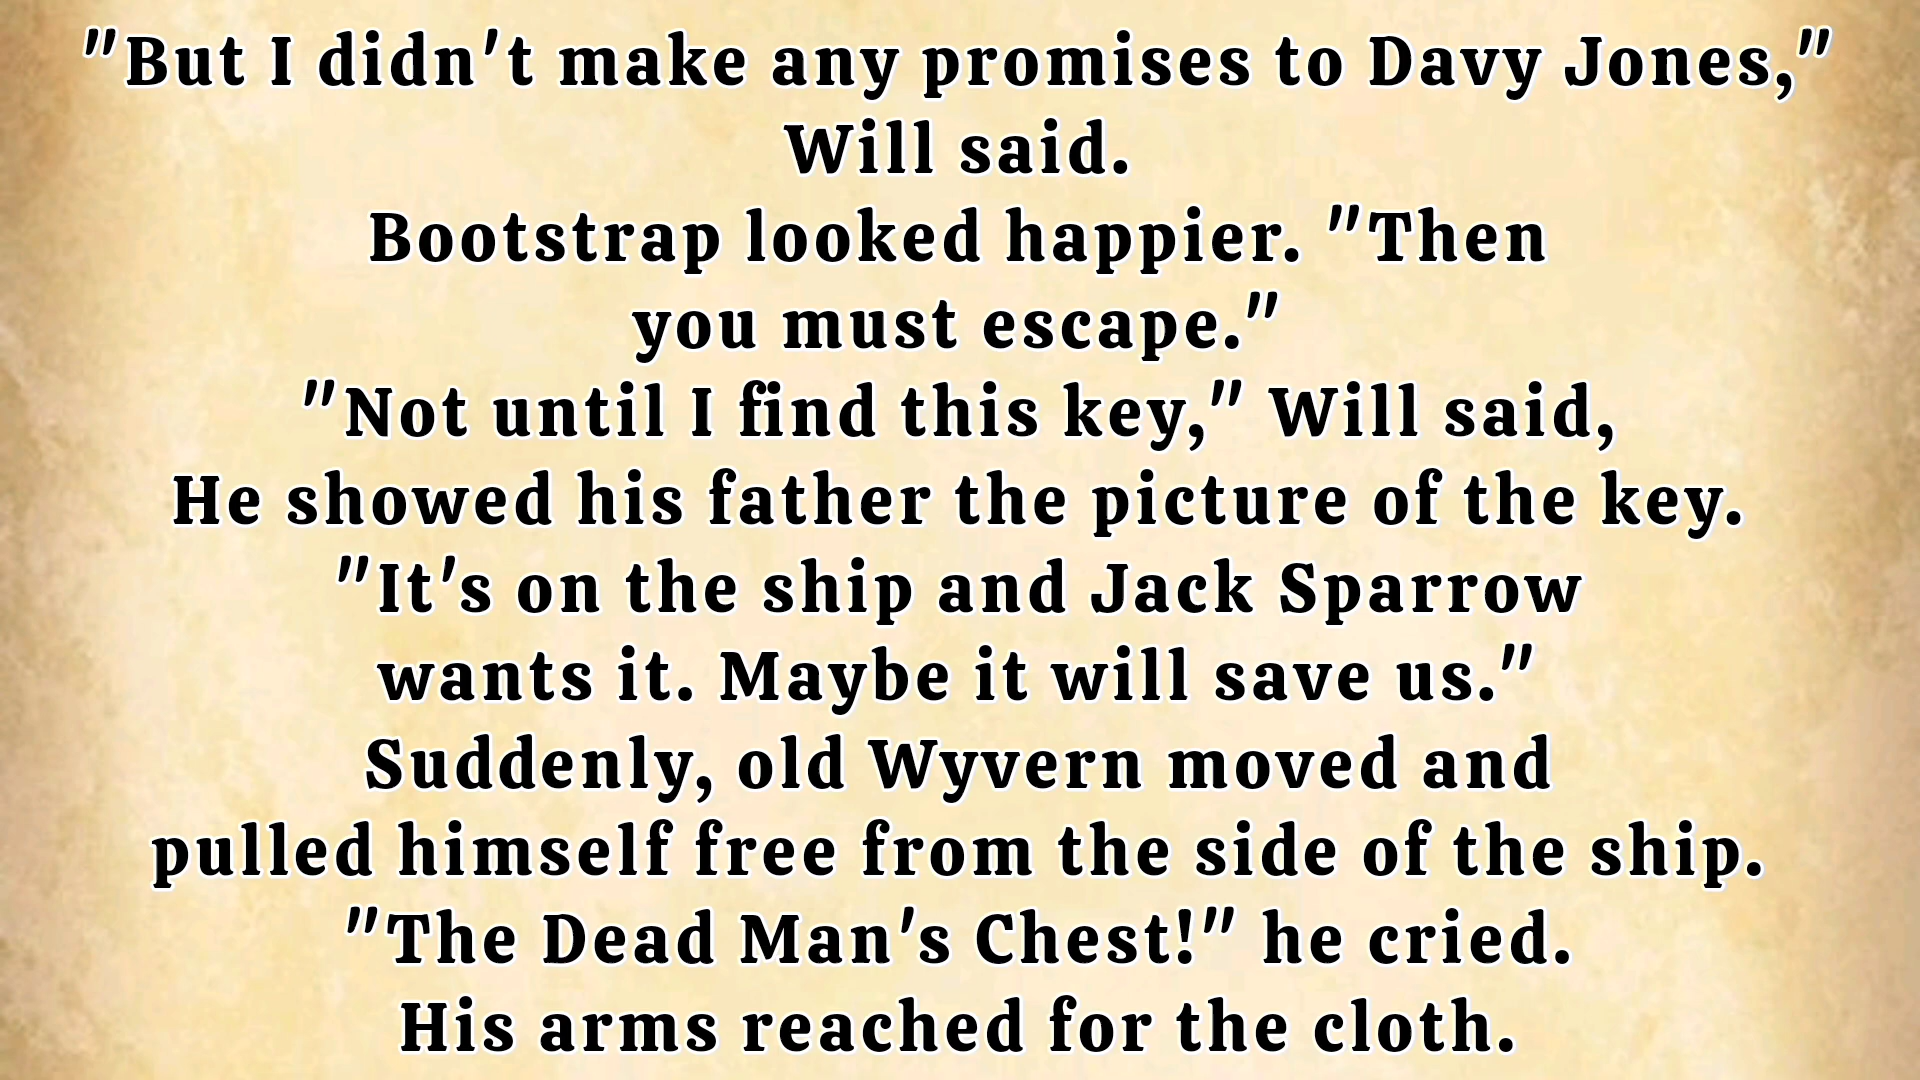 "But I didn't make any promises to Davy Jones,"
Will said.
Bootstrap looked happier. "Then
you must escape."
"Not until I find this key," Will said,
He showed his father the picture of the key.
"It's on the ship and Jack Sparrow
wants it. Maybe it will save us."
Suddenly, old Wyvern moved and
pulled himself free from the side of the ship.
"The Dead Man's Chest!" he cried.
His arms reached for the cloth.